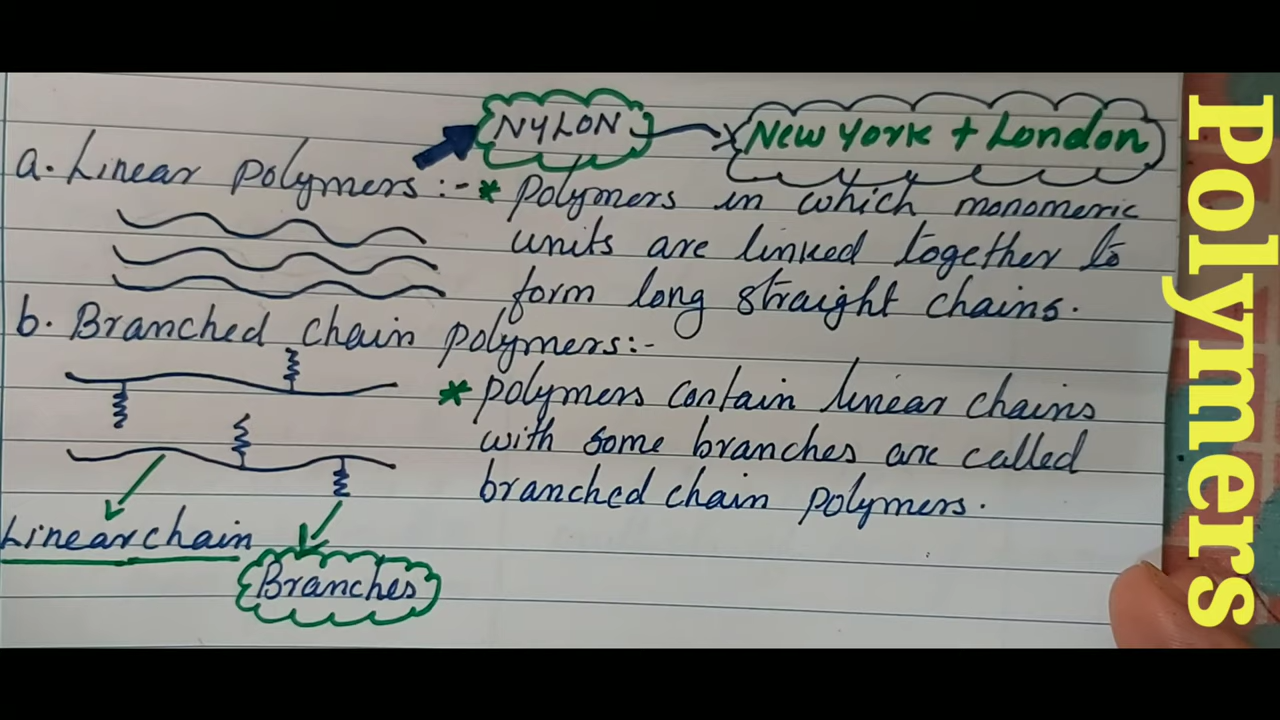 NYLON
New York + London
a. Linear polymers :- * polymers in which monomeric
units are linked together to
form long straight chains.
b. Branched chain polymers:-
* polymers contain linear chains
with some branches are called
branched chain polymers.
Linear chain
Branches
Polymers